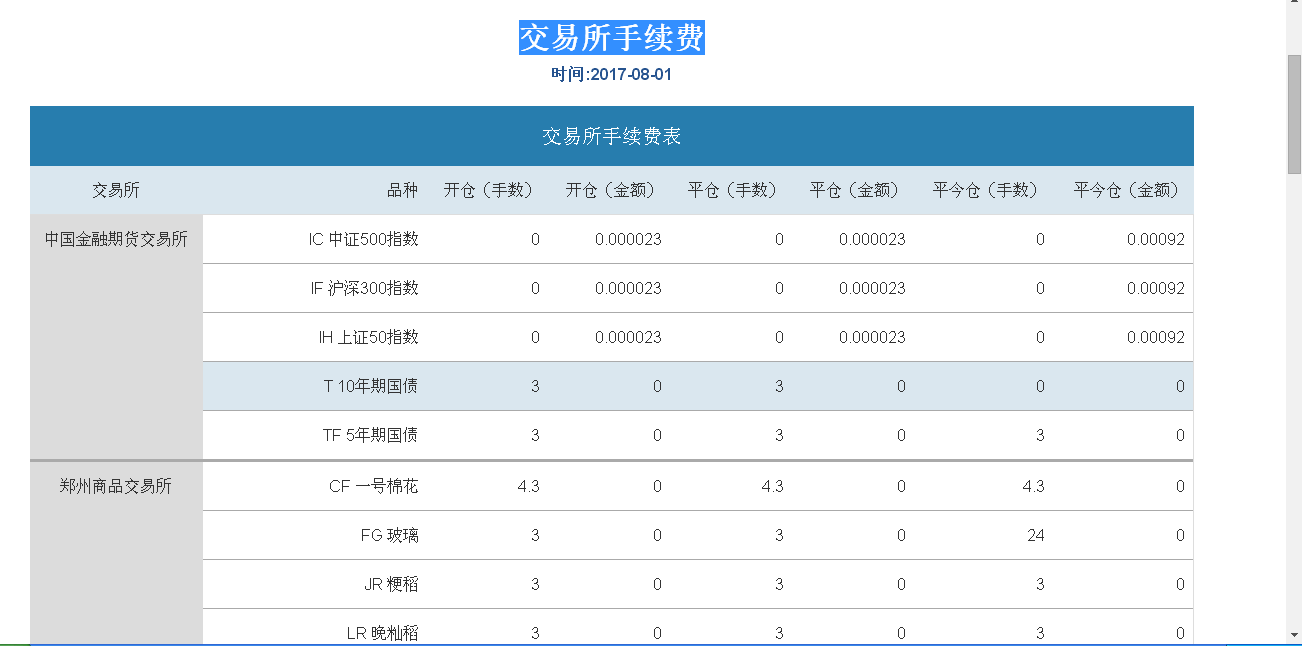 交易所手续费
时间:2017-08-01
交易所手续费表
交易所 品种 开仓（手数） 开仓（金额） 平仓（手数） 平仓（金额） 平今仓（手数） 平今仓（金额）
中国金融期货交易所 IC 中证500指数 0 0.000023 0 0.000023 0 0.00092
IF 沪深300指数 0 0.000023 0 0.000023 0 0.00092
IH 上证50指数 0 0.000023 0 0.000023 0 0.00092
T 10年期国债 3 0 3 0 0 0
TF 5年期国债 3 0 3 0 3 0
郑州商品交易所 CF 一号棉花 4.3 0 4.3 0 4.3 0
FG 玻璃 3 0 3 0 24 0
JR 粳稻 3 0 3 0 3 0
LR 晚籼稻 3 0 3 0 3 0